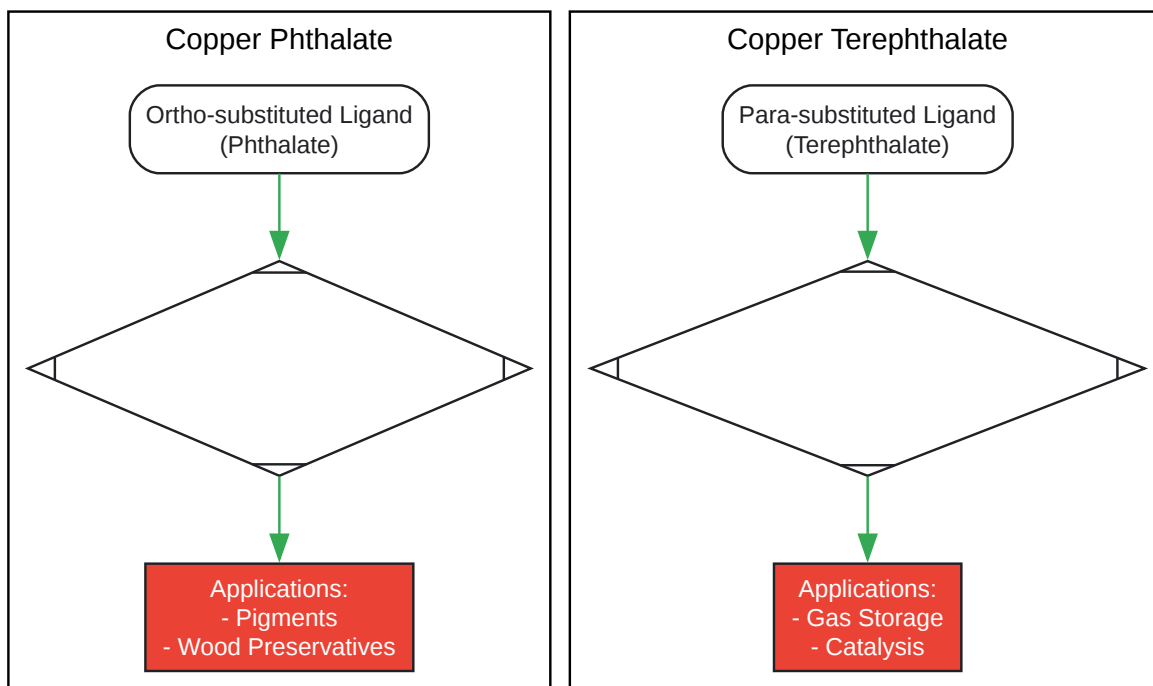 Copper Phthalate
Ortho-substituted Ligand
(Phthalate)
Applications:
- Pigments
- Wood Preservatives
Copper Terephthalate
Para-substituted Ligand
(Terephthalate)
Applications:
- Gas Storage
- Catalysis